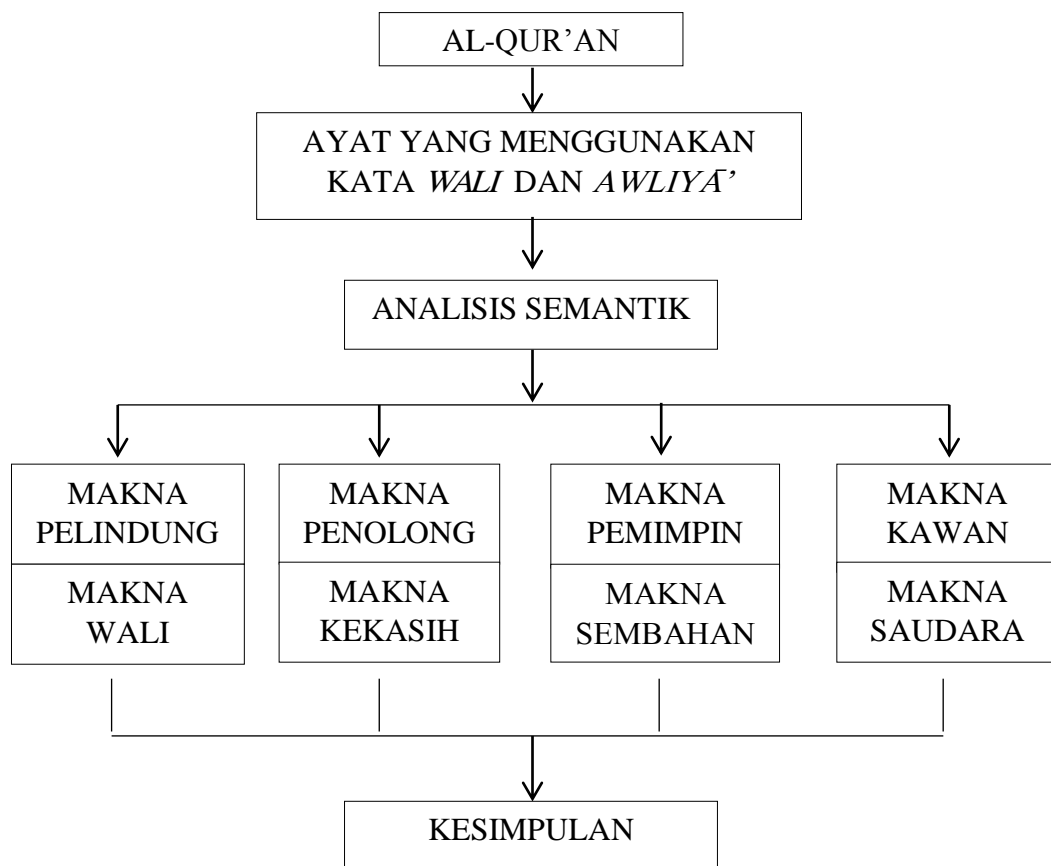 AL-QUR’AN
AYAT YANG MENGGUNAKAN
KATA WALI DAN AWLIYĀ’
ANALISIS SEMANTIK
MAKNA
PELINDUNG
MAKNA
WALI
MAKNA
PENOLONG
MAKNA
KEKASIH
MAKNA
PEMIMPIN
MAKNA
SEMBAHAN
MAKNA
KAWAN
MAKNA
SAUDARA
KESIMPULAN